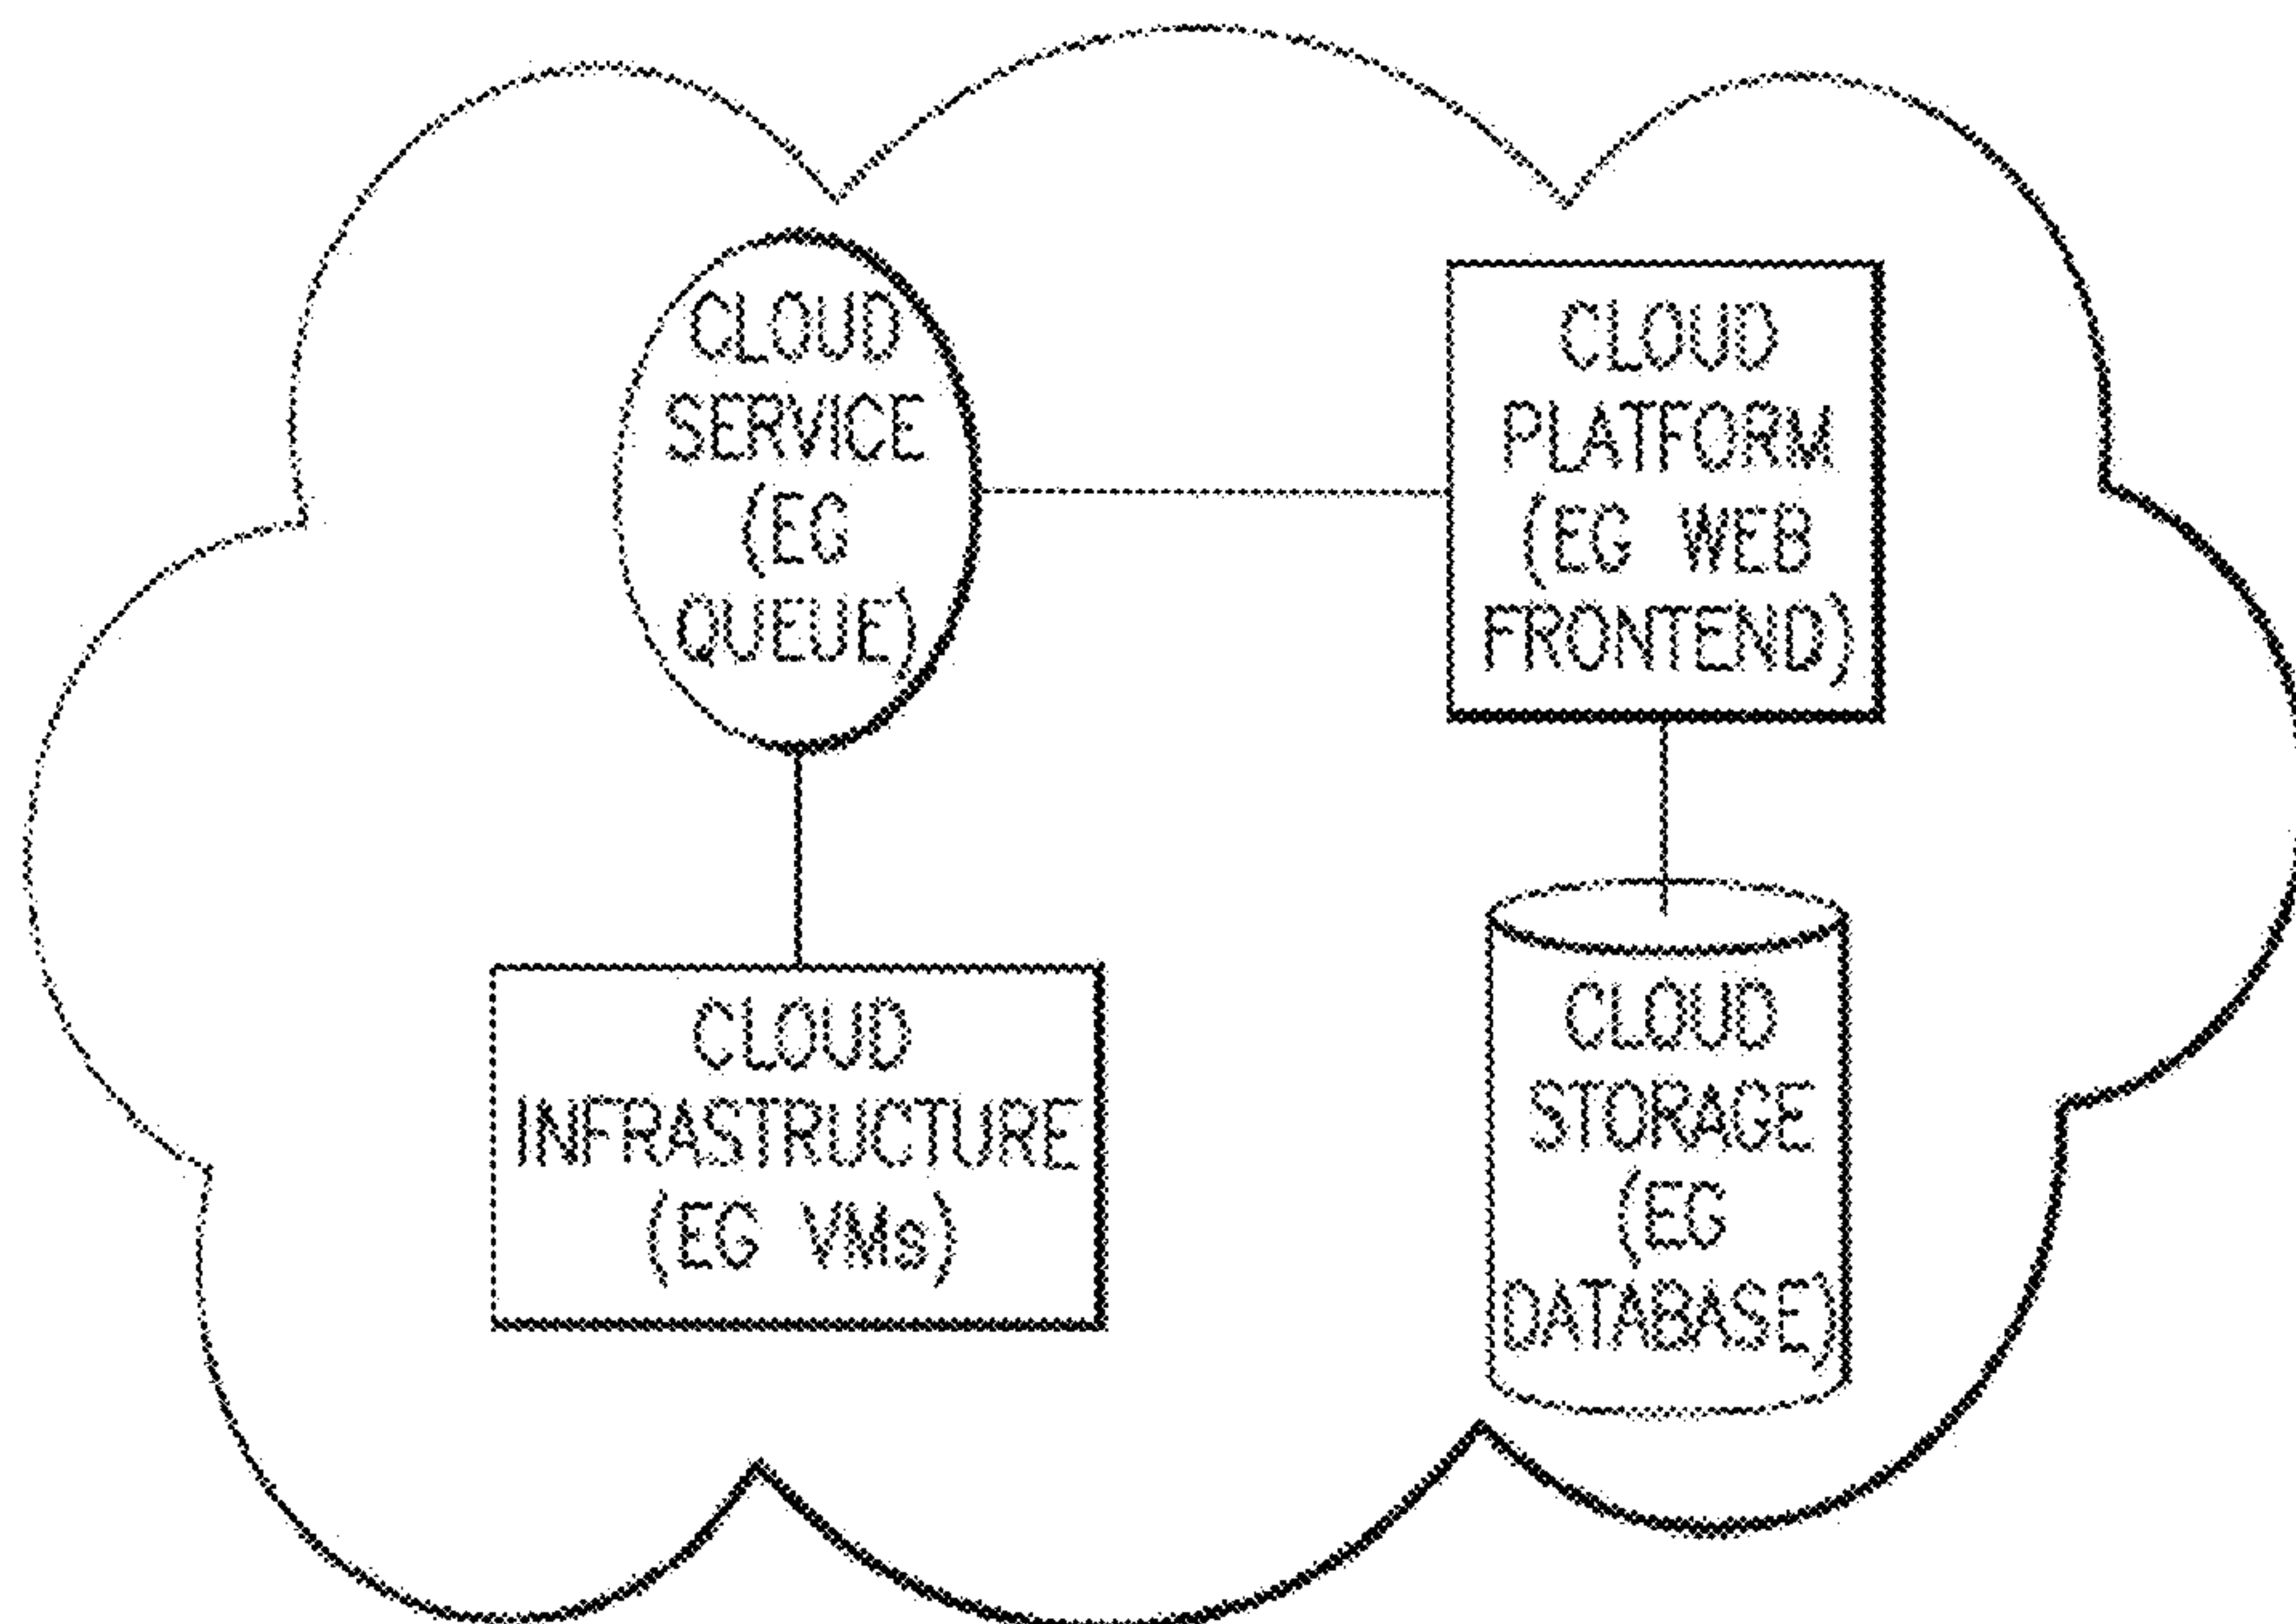 CLOUD
SERVICE
(EG
QUEUE)
CLOUD
PLATFORM
(EG WEB
FRONTEND)
CLOUD
INFRASTRUCTURE
(EG VMs)
CLOUD
STORAGE
(EG
DATABASE)